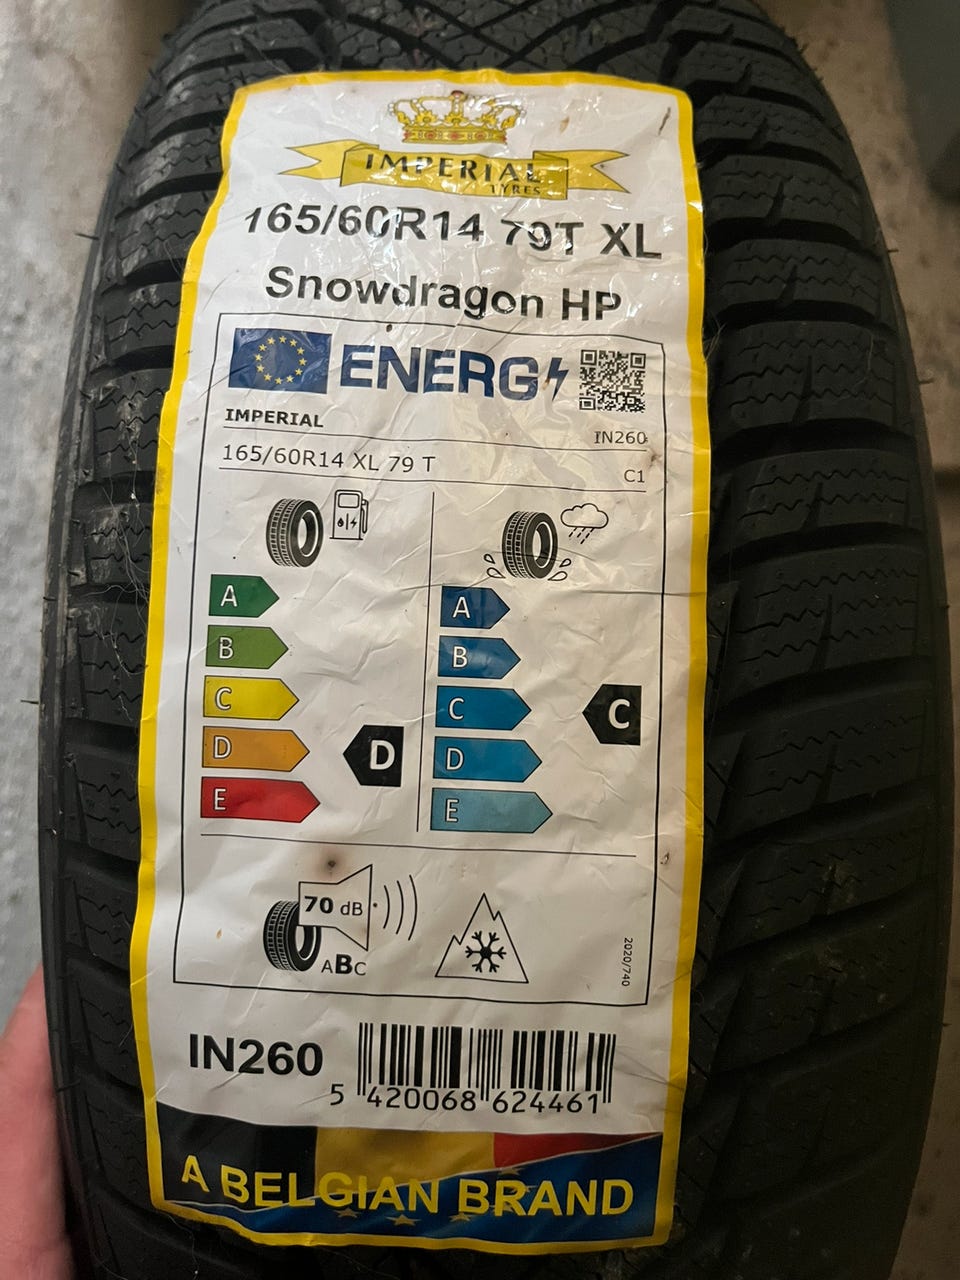 IMPERIAL
TYRES
165/60R14 79T XL
Snowdragon HP
ENERG
IMPERIAL
IN260
165/60R14 XL 79 T
C1
A
B
C
D
E
D
A
B
C
D
E
C
70 dB
ABC
2020/740
IN260
5 420068 624461
A BELGIAN BRAND